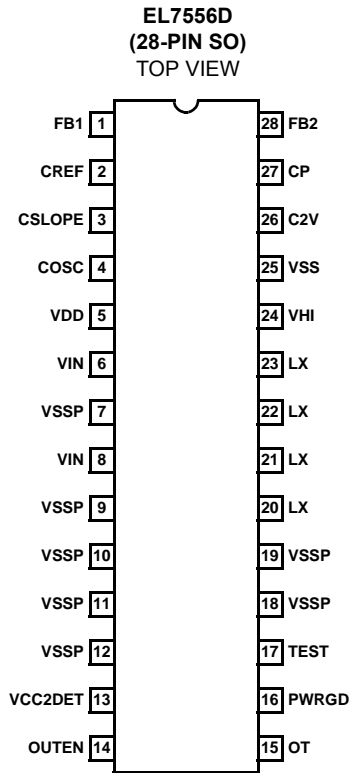 EL7556D
(28-PIN SO)
TOP VIEW
FB1 1 28 FB2
CREF 2 27 CP
CSLOPE 3 26 C2V
COSC 4 25 VSS
VDD 5 24 VHI
VIN 6 23 LX
VSSP 7 22 LX
VIN 8 21 LX
VSSP 9 20 LX
VSSP 10 19 VSSP
VSSP 11 18 VSSP
VSSP 12 17 TEST
VCC2DET 13 16 PWRGD
OUTEN 14 15 OT